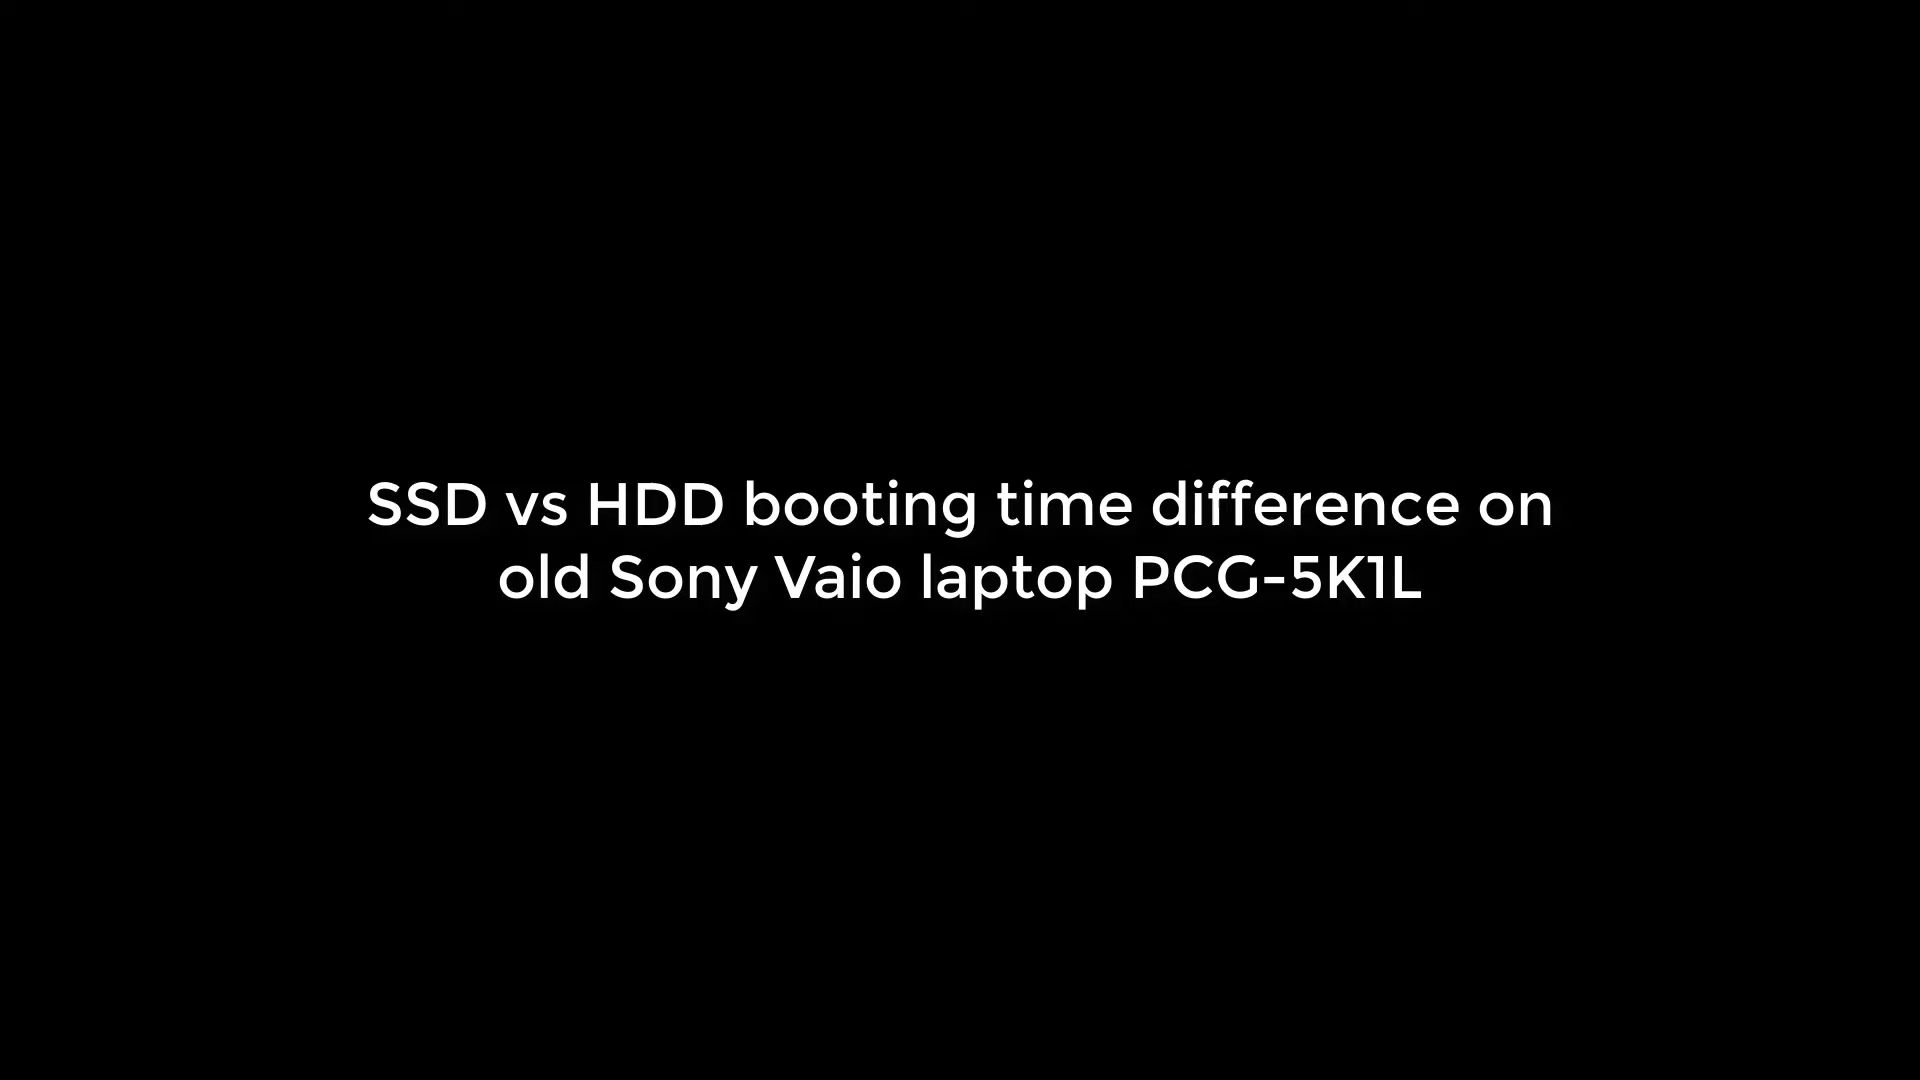 SSD vs HDD booting time difference on
old Sony Vaio laptop PCG-5K1L